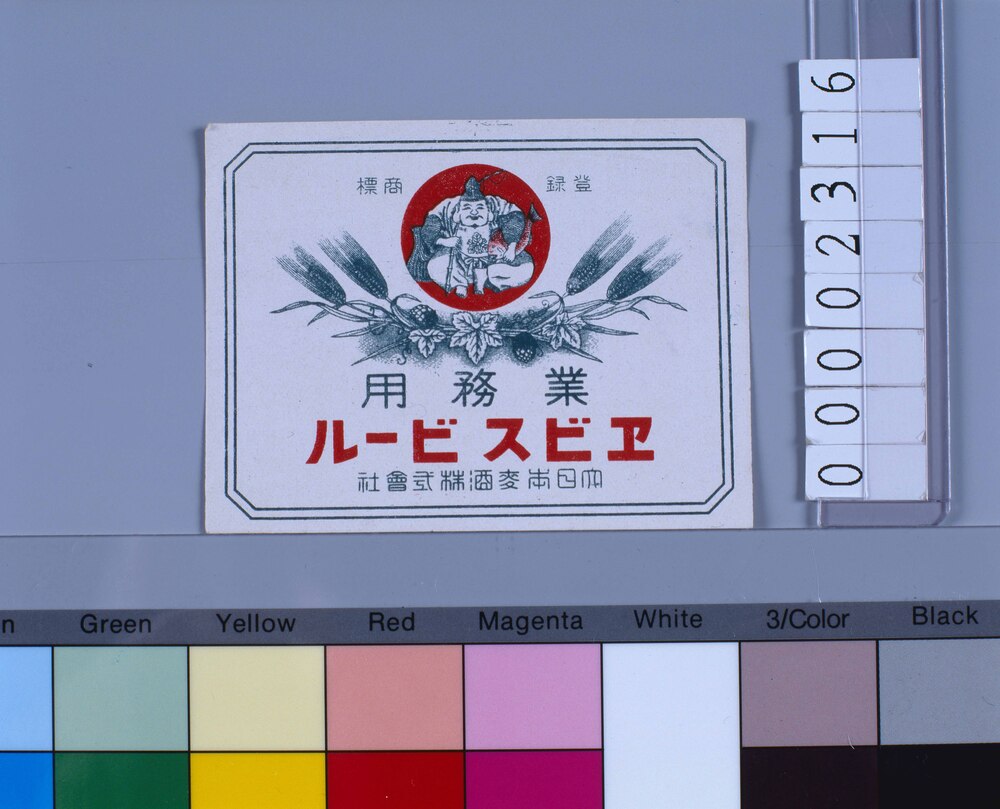 登録 商標
業務用
ヱビスビール
大日本麥酒株式會社
00002316
Green Yellow Red Magenta White 3/Color Black